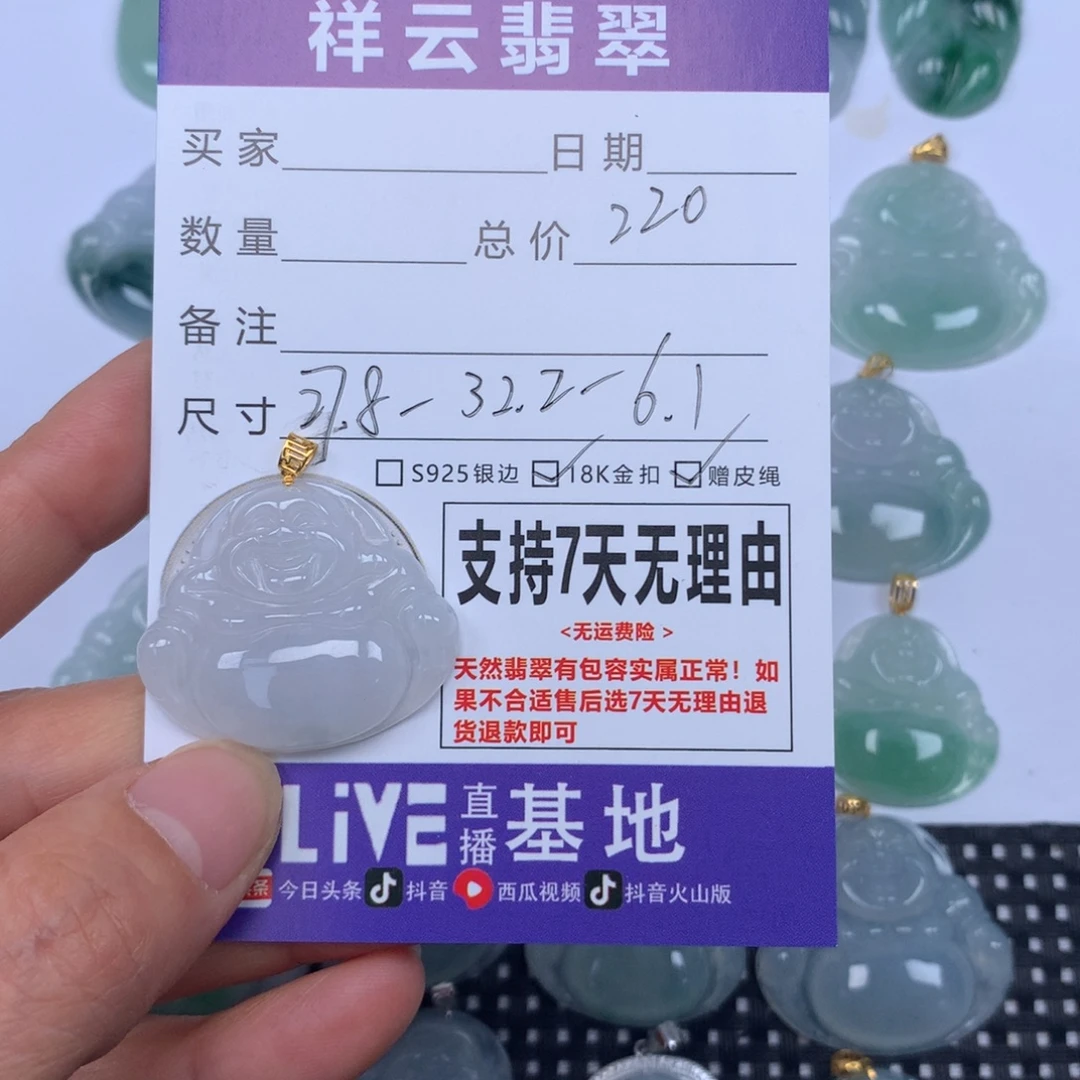 祥云翡翠
买家 日期
数量 总价 220
备注
尺寸 27.8-32.2-6.1
S925银边 18K金扣 赠皮绳
支持7天无理由
<无运费险>
天然翡翠有包容实属正常！如
果不合适售后选7天无理由退
货退款即可
LiVE 直播 基地
今日头条 抖音 西瓜视频 抖音火山版